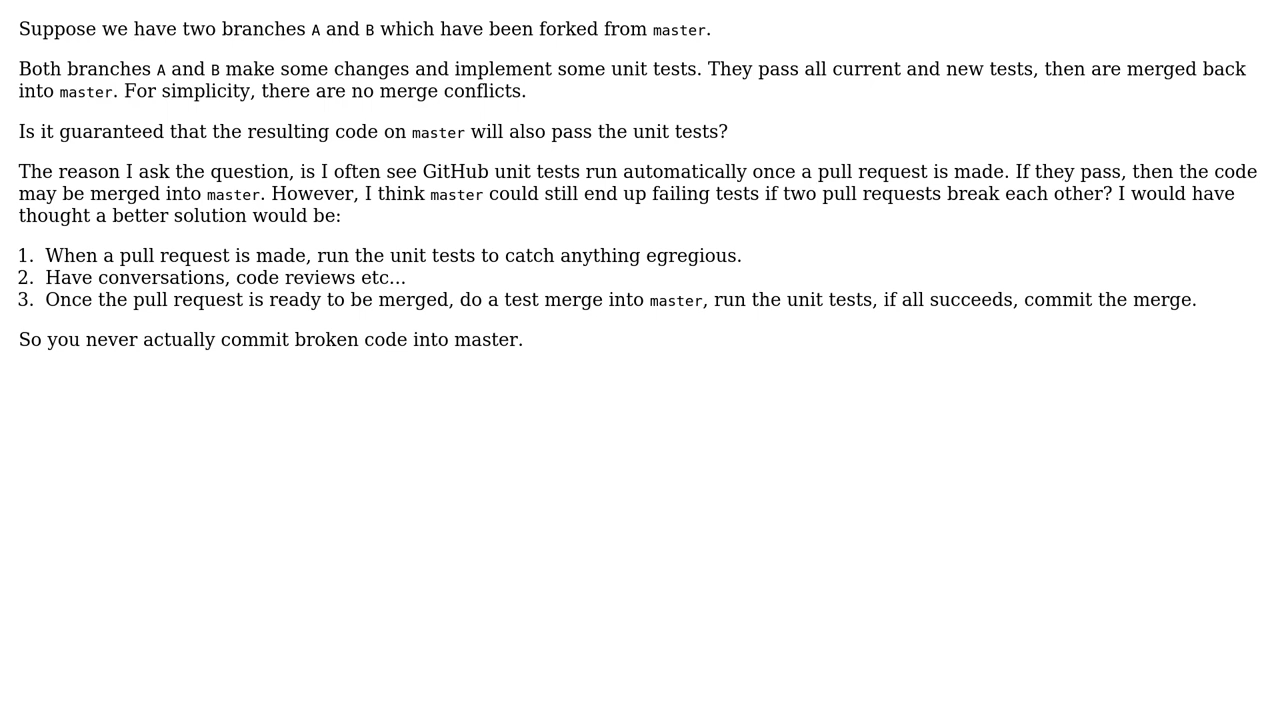 Suppose we have two branches A and B which have been forked from master.
Both branches A and B make some changes and implement some unit tests. They pass all current and new tests, then are merged back
into master. For simplicity, there are no merge conflicts.
Is it guaranteed that the resulting code on master will also pass the unit tests?
The reason I ask the question, is I often see GitHub unit tests run automatically once a pull request is made. If they pass, then the code
may be merged into master. However, I think master could still end up failing tests if two pull requests break each other? I would have
thought a better solution would be:
1. When a pull request is made, run the unit tests to catch anything egregious.
2. Have conversations, code reviews etc...
3. Once the pull request is ready to be merged, do a test merge into master, run the unit tests, if all succeeds, commit the merge.
So you never actually commit broken code into master.